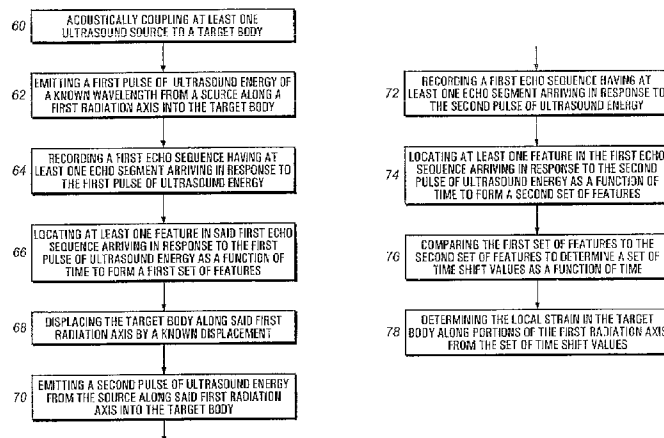 60
ACOUSTICALLY COUPLING AT LEAST ONE
ULTRASOUND SOURCE TO A TARGET BODY
62
EMITTING A FIRST PULSE OF ULTRASOUND ENERGY OF
A KNOWN WAVELENGTH FROM A SOURCE ALONG A
FIRST RADIATION AXIS INTO THE TARGET BODY
64
RECORDING A FIRST ECHO SEQUENCE HAVING AT
LEAST ONE ECHO SEGMENT ARRIVING IN RESPONSE TO
THE FIRST PULSE OF ULTRASOUND ENERGY
66
LOCATING AT LEAST ONE FEATURE IN SAID FIRST ECHO
SEQUENCE ARRIVING IN RESPONSE TO THE FIRST
PULSE OF ULTRASOUND ENERGY AS A FUNCTION OF
TIME TO FORM A FIRST SET OF FEATURES
68
DISPLACING THE TARGET BODY ALONG SAID FIRST
RADIATION AXIS BY A KNOWN DISPLACEMENT
70
EMITTING A SECOND PULSE OF ULTRASOUND ENERGY
FROM THE SOURCE ALONG SAID FIRST RADIATION
AXIS INTO THE TARGET BODY
72
RECORDING A FIRST ECHO SEQUENCE HAVING AT
LEAST ONE ECHO SEGMENT ARRIVING IN RESPONSE TO
THE SECOND PULSE OF ULTRASOUND ENERGY
74
LOCATING AT LEAST ONE FEATURE IN THE FIRST ECHO
SEQUENCE ARRIVING IN RESPONSE TO THE SECOND
PULSE OF ULTRASOUND ENERGY AS A FUNCTION OF
TIME TO FORM A SECOND SET OF FEATURES
76
COMPARING THE FIRST SET OF FEATURES TO THE
SECOND SET OF FEATURES TO DETERMINE A SET OF
TIME SHIFT VALUES AS A FUNCTION OF TIME
78
DETERMINING THE LOCAL STRAIN IN THE TARGET
BODY ALONG PORTIONS OF THE FIRST RADIATION AXIS
FROM THE SET OF TIME SHIFT VALUES